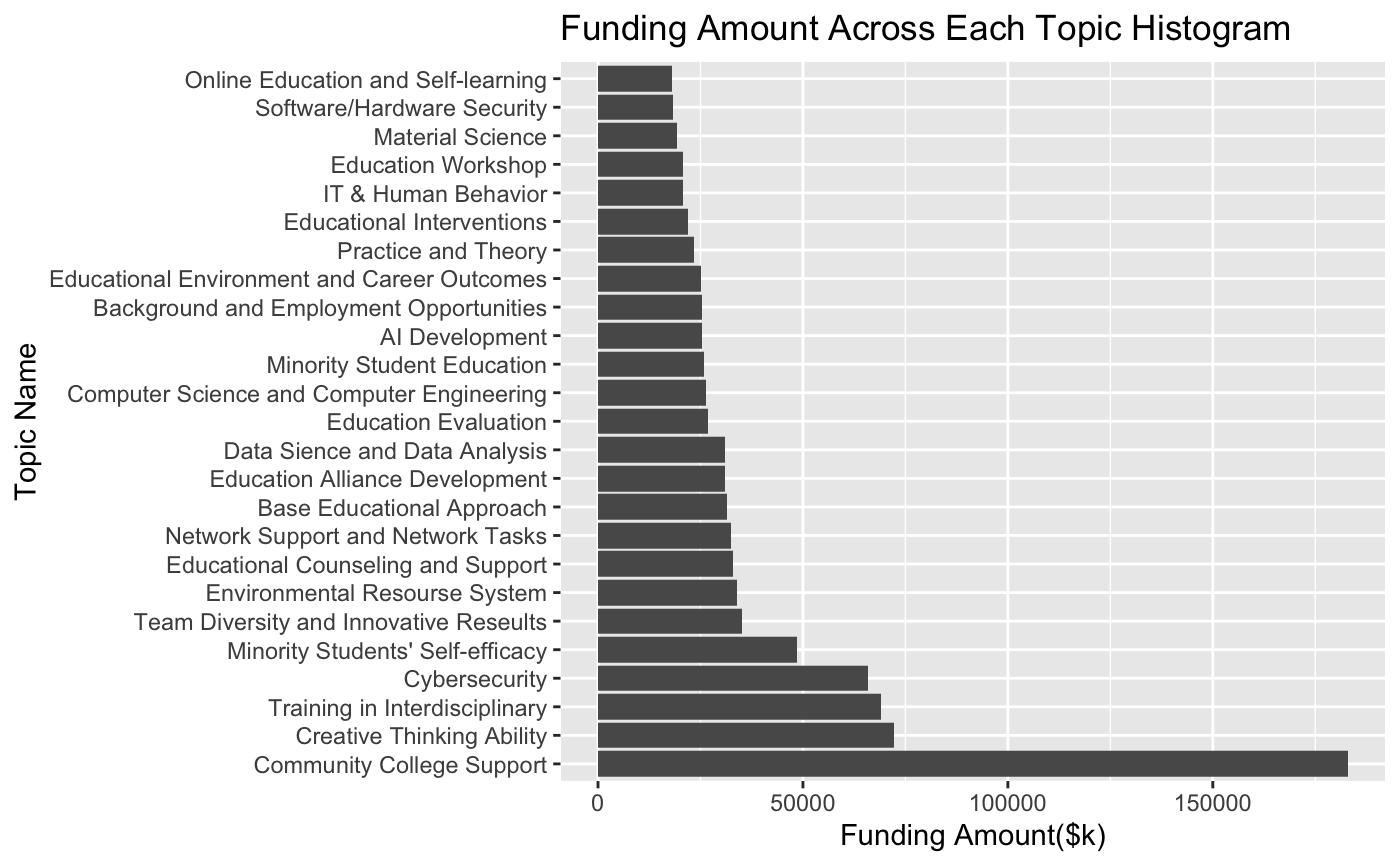 Funding Amount Across Each Topic Histogram
Topic Name
Online Education and Self-learning
Software/Hardware Security
Material Science
Education Workshop
IT & Human Behavior
Educational Interventions
Practice and Theory
Educational Environment and Career Outcomes
Background and Employment Opportunities
AI Development
Minority Student Education
Computer Science and Computer Engineering
Education Evaluation
Data Sience and Data Analysis
Education Alliance Development
Base Educational Approach
Network Support and Network Tasks
Educational Counseling and Support
Environmental Resourse System
Team Diversity and Innovative Reseults
Minority Students' Self-efficacy
Cybersecurity
Training in Interdisciplinary
Creative Thinking Ability
Community College Support
0 50000 100000 150000
Funding Amount($k)